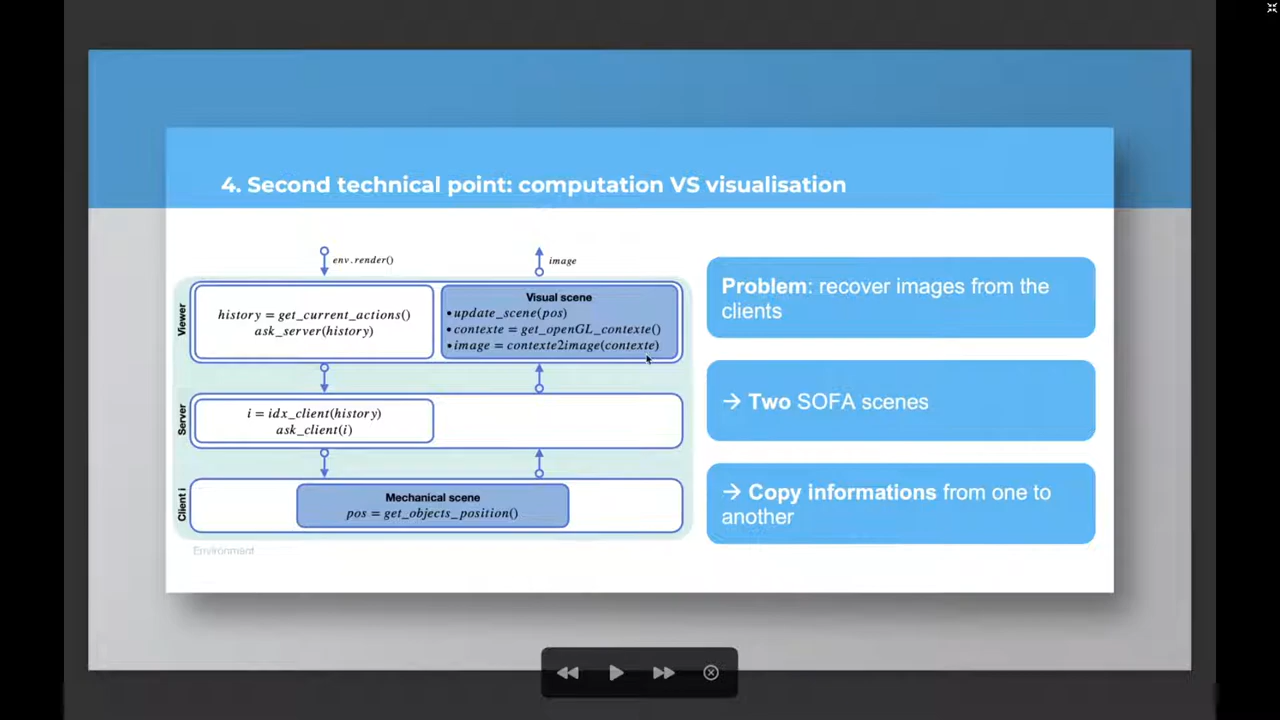 4. Second technical point: computation VS visualisation
env.render()
image
Viewer
history = get_current_actions()
ask_server(history)
Visual scene
•update_scene(pos)
•contexte = get_openGL_contexte()
•image = contexte2image(contexte)
Server
i = idx_client(history)
ask_client(i)
Client i
Mechanical scene
pos = get_objects_position()
Environment
Problem: recover images from the
clients
→ Two SOFA scenes
→ Copy informations from one to
another